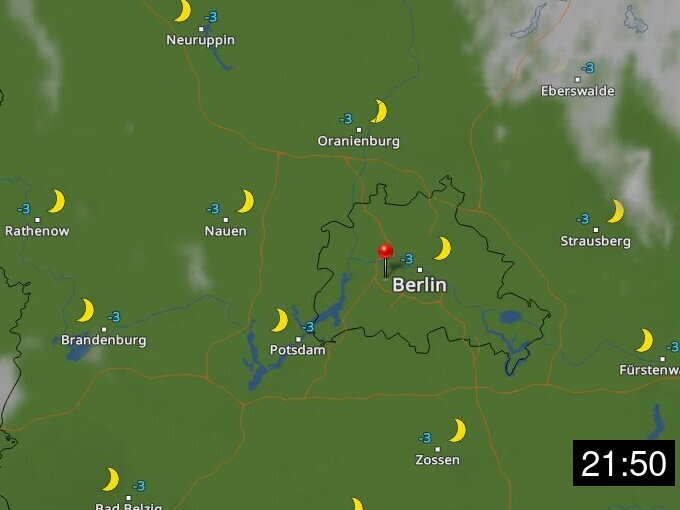 -3
Neuruppin
-3
Eberswalde
-3
Oranienburg
-3
Rathenow
-3
Nauen
-3
Strausberg
-3
Berlin
-3
Brandenburg
-3
Potsdam
-3
Fürstenwa
-3
Zossen
21:50
-3
Bad Belzig